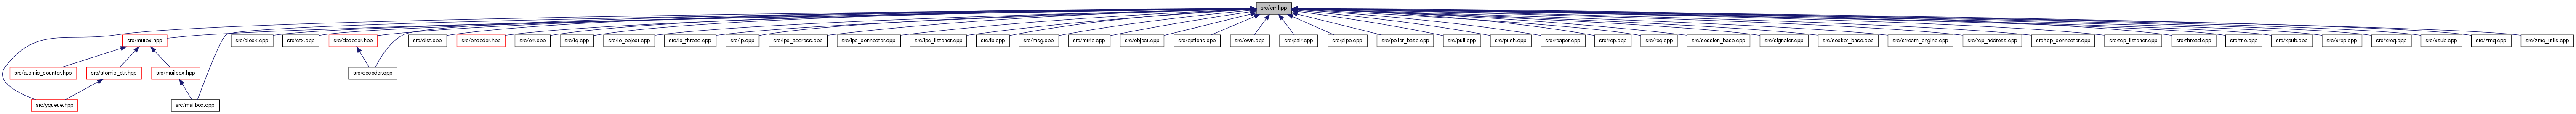 src/err.hpp
src/mutex.hpp
src/clock.cpp
src/ctx.cpp
src/decoder.hpp
src/dist.cpp
src/encoder.hpp
src/err.cpp
src/fq.cpp
src/io_object.cpp
src/io_thread.cpp
src/ip.cpp
src/ipc_address.cpp
src/ipc_connecter.cpp
src/ipc_listener.cpp
src/lb.cpp
src/msg.cpp
src/mtrie.cpp
src/object.cpp
src/options.cpp
src/own.cpp
src/pair.cpp
src/pipe.cpp
src/poller_base.cpp
src/pull.cpp
src/push.cpp
src/reaper.cpp
src/rep.cpp
src/req.cpp
src/session_base.cpp
src/signaler.cpp
src/socket_base.cpp
src/stream_engine.cpp
src/tcp_address.cpp
src/tcp_connecter.cpp
src/tcp_listener.cpp
src/thread.cpp
src/trie.cpp
src/xpub.cpp
src/xrep.cpp
src/xreq.cpp
src/xsub.cpp
src/zmq.cpp
src/zmq_utils.cpp
src/atomic_counter.hpp
src/atomic_ptr.hpp
src/mailbox.hpp
src/decoder.cpp
src/yqueue.hpp
src/mailbox.cpp